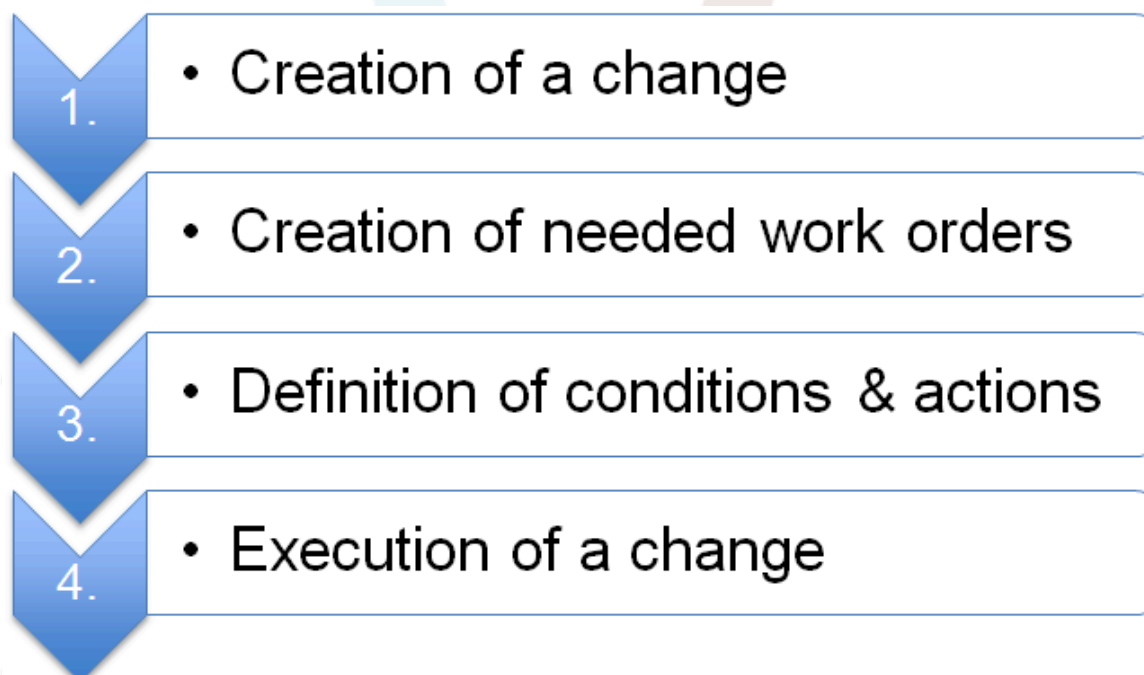 1. • Creation of a change
2. • Creation of needed work orders
3. • Definition of conditions & actions
4. • Execution of a change